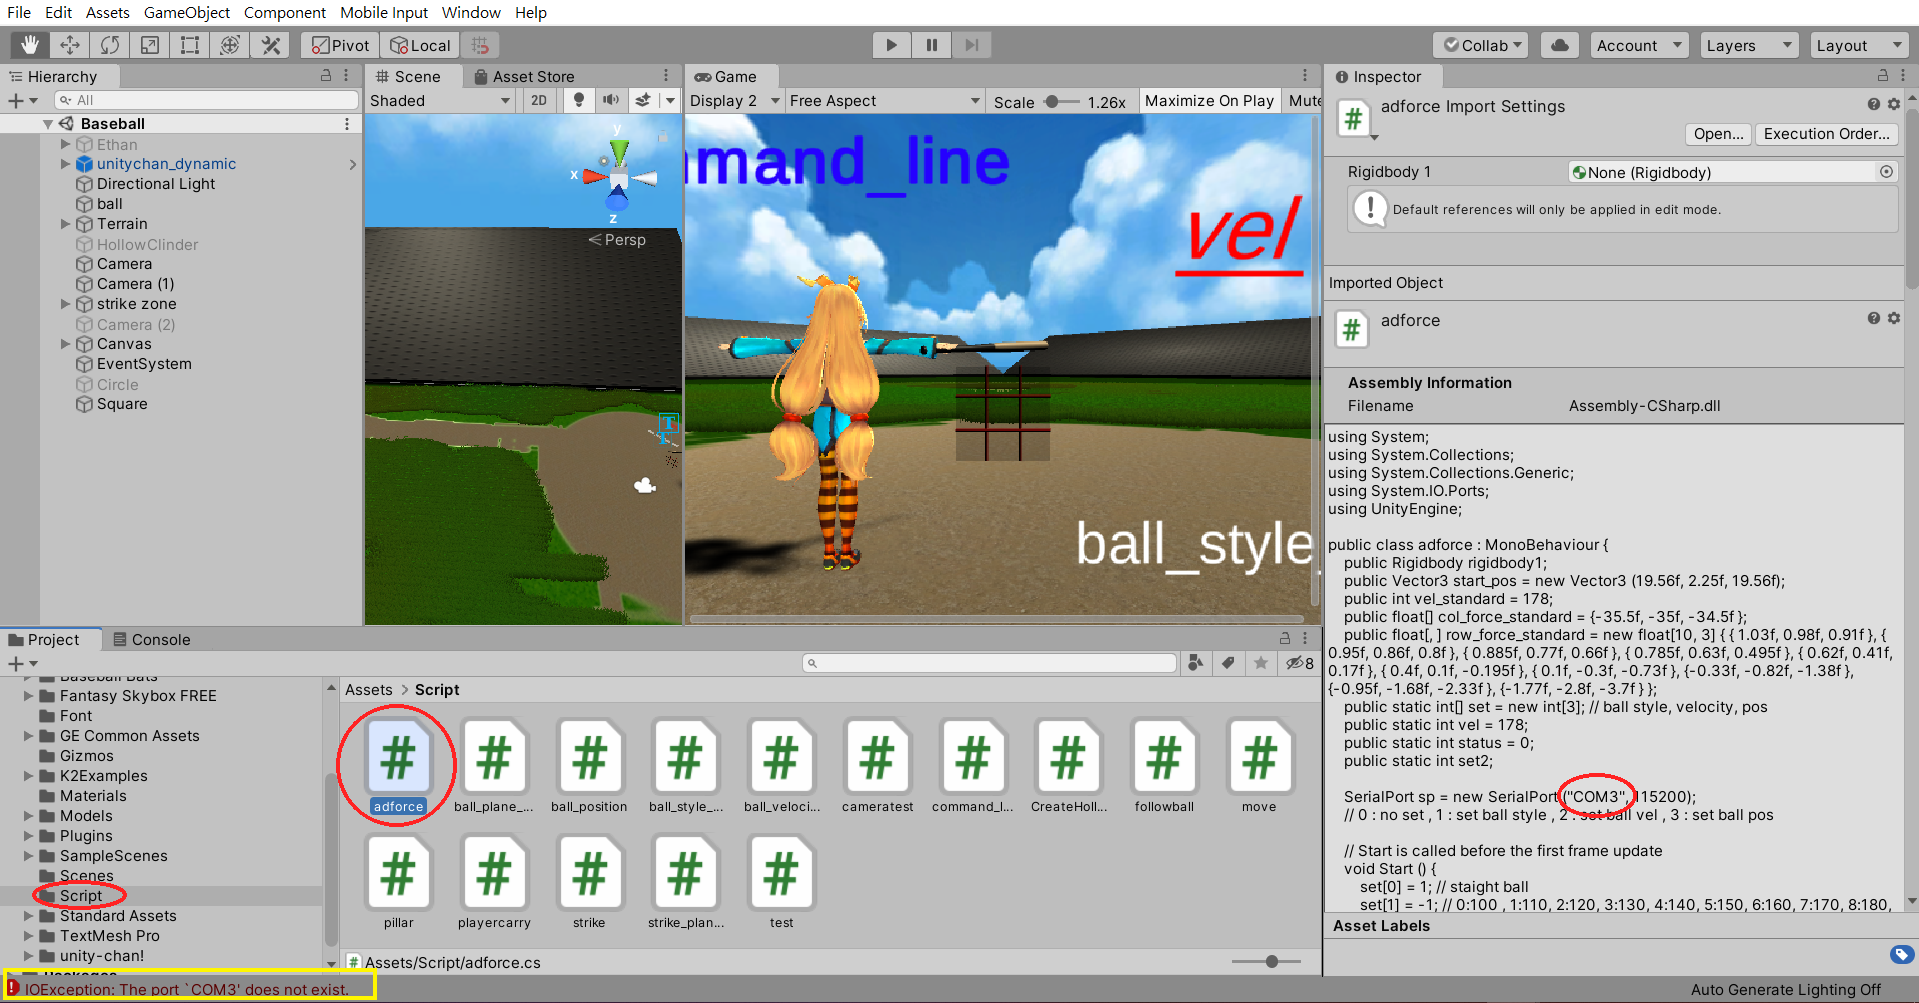 File Edit Assets GameObject Component Mobile Input Window Help
Pivot Local Collab Account Layers Layout
Hierarchy
All
Baseball
Ethan
unitychan_dynamic
Directional Light
ball
Terrain
HollowClinder
Camera
Camera (1)
strike zone
Camera (2)
Canvas
EventSystem
Circle
Square
Scene Asset Store
Shaded 2D
y
x
z
Persp
Game
Display 2 Free Aspect Scale 1.26x Maximize On Play Mute
mmand_line
vel
ball_style_
Inspector
adforce Import Settings
Open... Execution Order...
Rigidbody 1 None (Rigidbody)
Default references will only be applied in edit mode.
Imported Object
adforce
Assembly Information
Filename Assembly-CSharp.dll
using System;
using System.Collections;
using System.Collections.Generic;
using System.IO.Ports;
using UnityEngine;
public class adforce : MonoBehaviour {
public Rigidbody rigidbody1;
public Vector3 start_pos = new Vector3 (19.56f, 2.25f, 19.56f);
public int vel_standard = 178;
public float[] col_force_standard = {-35.5f, -35f, -34.5f };
public float[, ] row_force_standard = new float[10, 3] { { 1.03f, 0.98f, 0.91f }, {
0.95f, 0.86f, 0.8f }, { 0.885f, 0.77f, 0.66f }, { 0.785f, 0.63f, 0.495f }, { 0.62f, 0.41f,
0.17f }, { 0.4f, 0.1f, -0.195f }, { 0.1f, -0.3f, -0.73f }, {-0.33f, -0.82f, -1.38f },
{-0.95f, -1.68f, -2.33f }, {-1.77f, -2.8f, -3.7f } };
public static int[] set = new int[3]; // ball style, velocity, pos
public static int vel = 178;
public static int status = 0;
public static int set2;
SerialPort sp = new SerialPort ("COM3", 115200);
// 0 : no set , 1 : set ball style , 2 : set ball vel , 3 : set ball pos
// Start is called before the first frame update
void Start () {
set[0] = 1; // staight ball
set[1] = -1; // 0:100 , 1:110, 2:120, 3:130, 4:140, 5:150, 6:160, 7:170, 8:180,
Asset Labels
Project Console
8
Baseball Bats
Fantasy Skybox FREE
Font
GE Common Assets
Gizmos
K2Examples
Materials
Models
Plugins
SampleScenes
Scenes
Script
Standard Assets
TextMesh Pro
unity-chan!
Packages
Assets > Script
adforce ball_plane_... ball_position ball_style_... ball_veloci... cameratest command_l... CreateHoll... followball move
pillar playercarry strike strike_plan... test
Assets/Script/adforce.cs
IOException: The port `COM3' does not exist.
Auto Generate Lighting Off